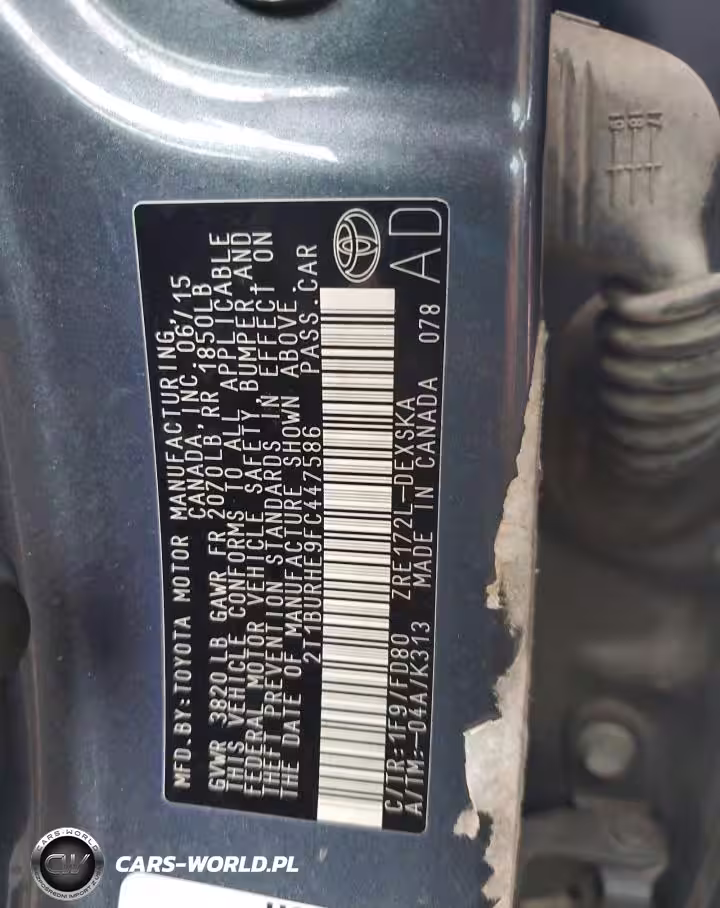 MFD.BY:TOYOTA MOTOR MANUFACTURING,
CANADA, INC. 06/15
GVWR 3820LB GAWR FR 2070LB RR 1850LB
THIS VEHICLE CONFORMS TO ALL APPLICABLE
FEDERAL MOTOR VEHICLE SAFETY, BUMPER AND
THEFT PREVENTION STANDARDS IN EFFECT ON
THE DATE OF MANUFACTURE SHOWN ABOVE.
2T1BURHE9FC447586 PASS.CAR
C/TR:1F9/FD80 ZRE172L-DEXSKA
A/TM:-04A/K313 MADE IN CANADA 078
AD
CARS-WORLD
CW
CARS-WORLD.PL